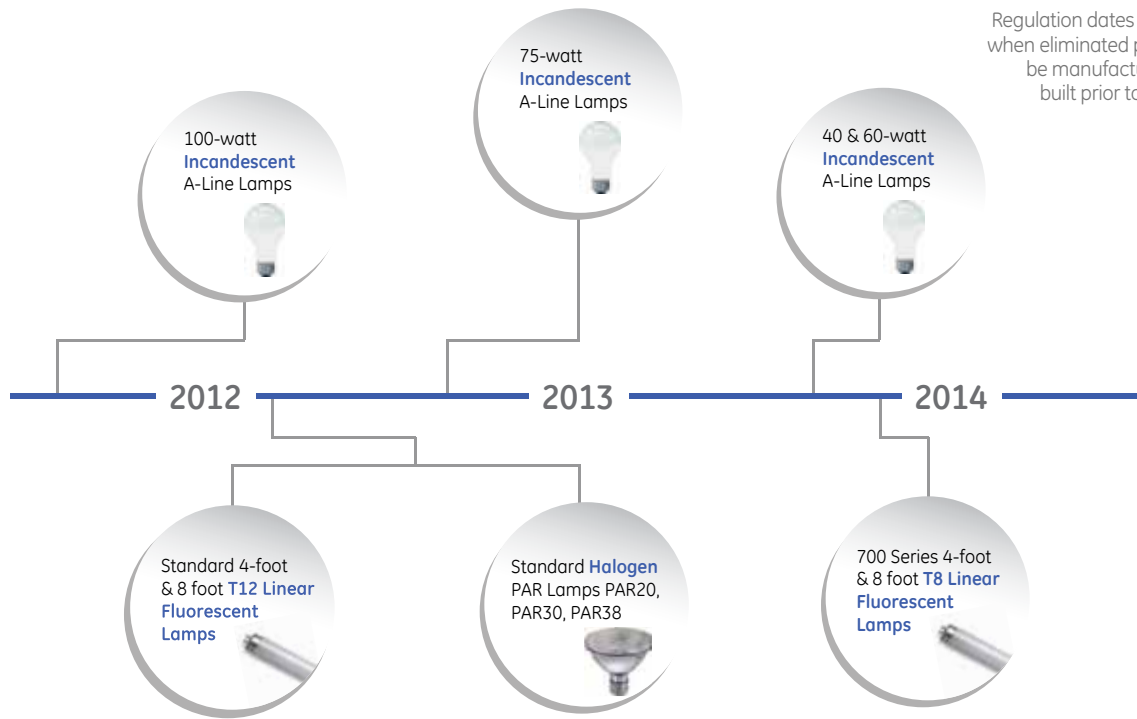 Regulation dates
when eliminated
be
built prior
75-watt
Incandescent
A-Line Lamps
100-watt
Incandescent
A-Line Lamps
40 & 60-watt
Incandescent
A-Line Lamps
2012
2013
2014
Standard 4-foot
& 8 foot T12 Linear
Fluorescent
Lamps
Standard Halogen
PAR Lamps PAR20,
PAR30, PAR38
700 Series 4-foot
& 8 foot T8 Linear
Fluorescent
Lamps